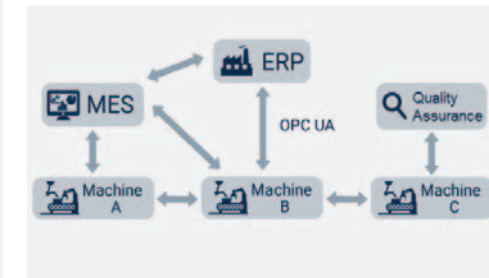 ERP
MES
OPC UA
Quality
Assurance
Machine
A
Machine
B
Machine
C